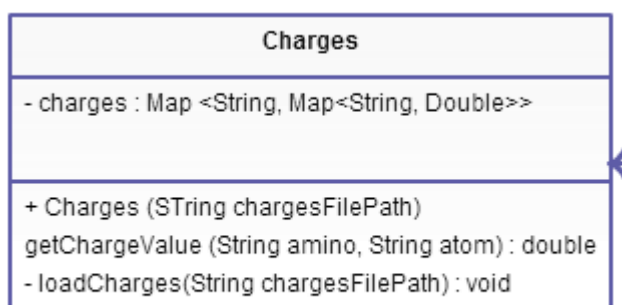 Charges
- charges : Map <String, Map<String, Double>>
+ Charges (STring chargesFilePath)
getChargeValue (String amino, String atom) : double
- loadCharges(String chargesFilePath) : void